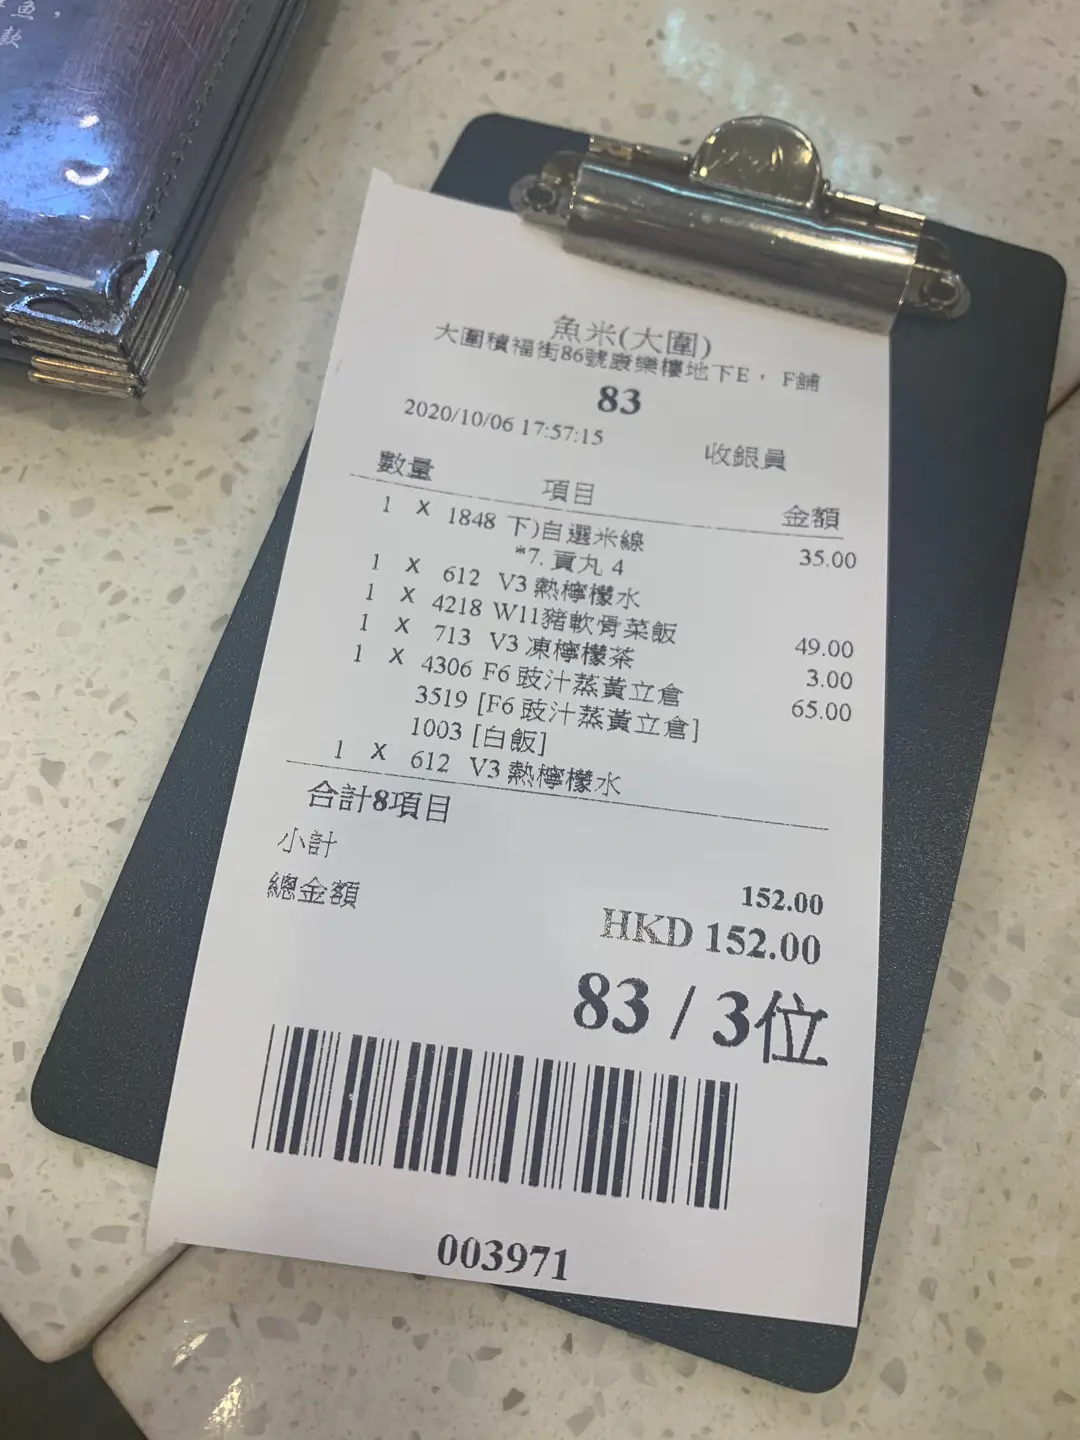 魚，
款
魚米(大圍)
大圍積福街86號康樂樓地下E， F舖
83
2020/10/06 17:57:15 收銀員
數量 項目 金額
1 X 1848 下)自選米線 35.00
*7. 貢丸 4
1 X 612 V3 熱檸檬水
1 X 4218 W11豬軟骨菜飯 49.00
1 X 713 V3 凍檸檬茶 3.00
1 X 4306 F6 豉汁蒸黃立倉 65.00
3519 [F6 豉汁蒸黃立倉]
1003 [白飯]
1 X 612 V3 熱檸檬水
合計8項目
小計 152.00
總金額 HKD 152.00
83 / 3位
003971